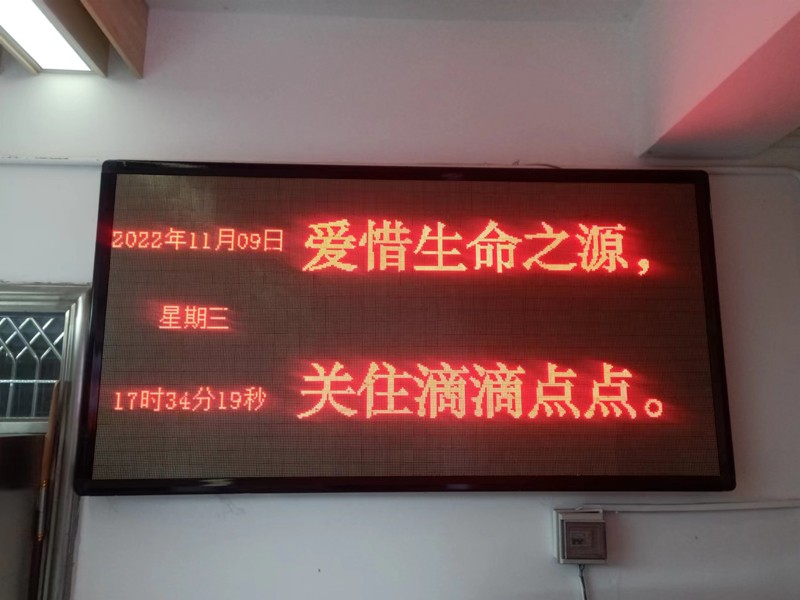 2022年11月09日
星期三
17时34分19秒
爱惜生命之源，
关住滴滴点点。